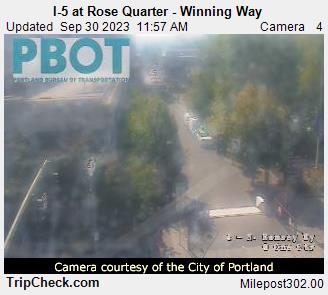 I-5 at Rose Quarter - Winning Way
Updated Sep 30 2023 11:57 AM Camera 4
PBOT
PORTLAND BUREAU OF TRANSPORTATION
Camera courtesy of the City of Portland
TripCheck.com Milepost302.00